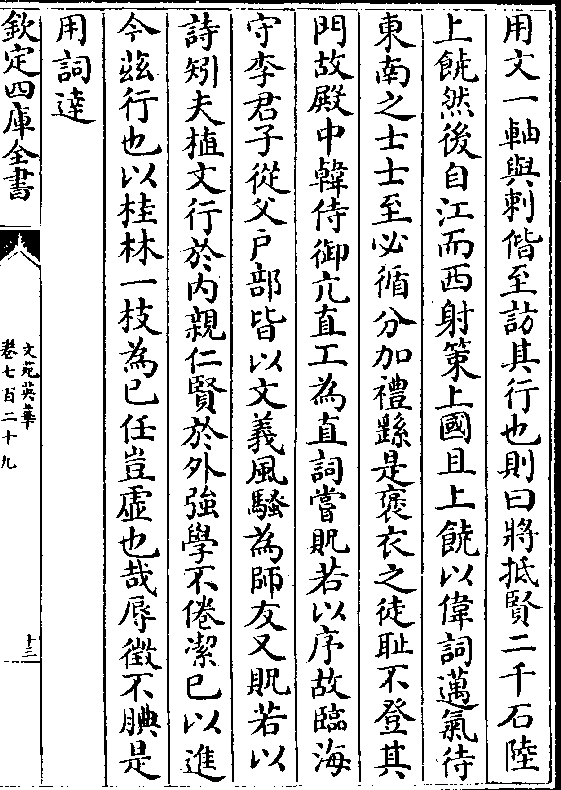 用文一軸與刺偕至訪其行也則曰將抵賢二千石陸
上饒然後自江而西射策上國且上饒以偉詞邁氣待
東南之士士至必循分加禮繇是褒衣之徒耻不登其
門故殿中韓侍御亢直工為直詞嘗貺若以序故臨海
守李君子從父戶部皆以文義風騷為師友又貺若以
詩矧夫植文行於内親仁賢於外強學不倦潔已以進
今兹行也以桂林一枝為已任豈虚也哉辱徵不腆是
用詞達
欽定四庫全書
文苑英華
卷七百二十九
十三